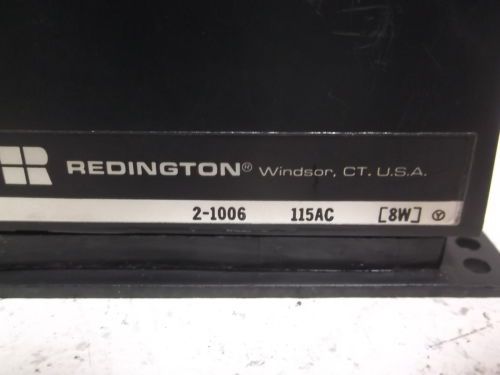 REDINGTON® Windsor, CT. U.S.A.
2-1006 115AC [8W] Ⓨ